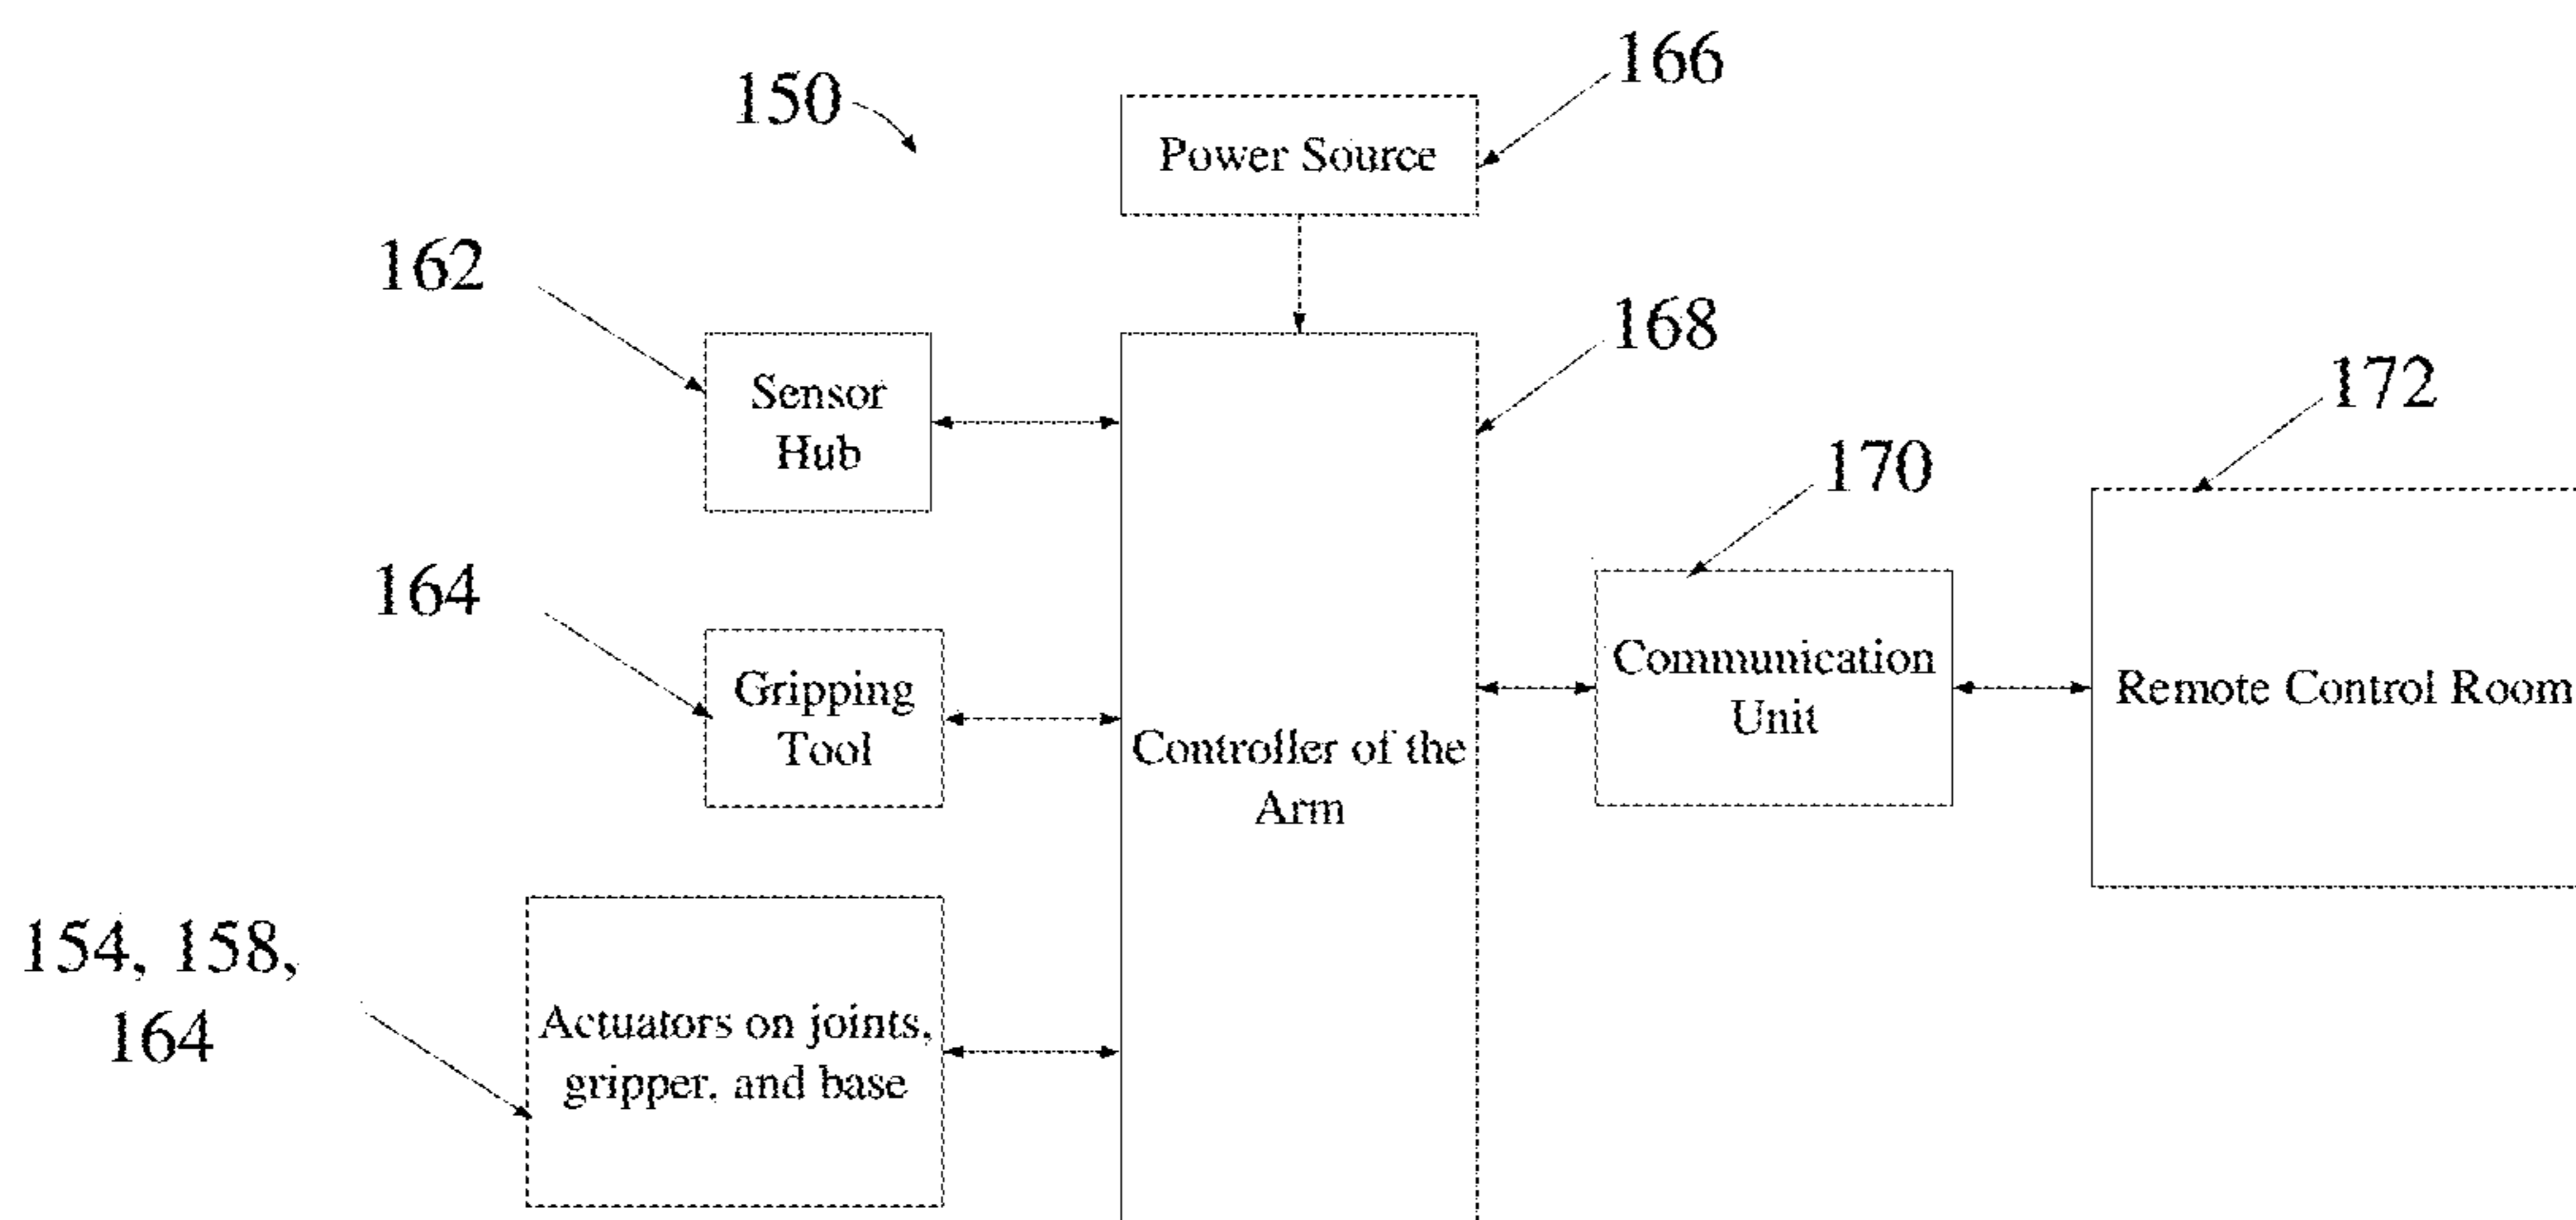 150
166
Power Source
162
168
Sensor
Hub
172
170
164
Gripping
Tool
Communication
Unit
Remote Control Room
Controller of the
Arm
154, 158,
164
Actuators on joints,
gripper, and base